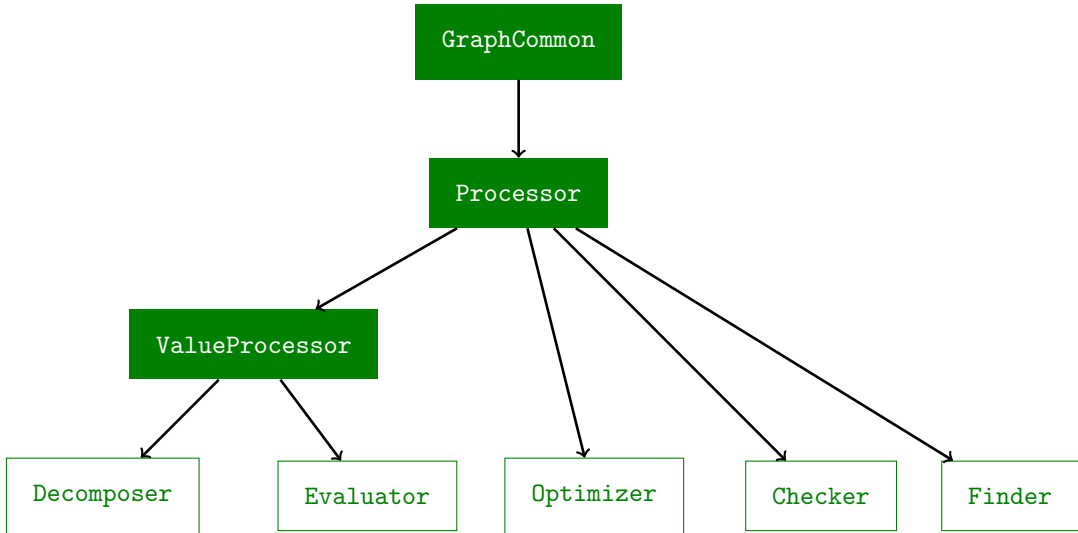 GraphCommon
Processor
ValueProcessor
Decomposer
Evaluator
Optimizer
Checker
Finder